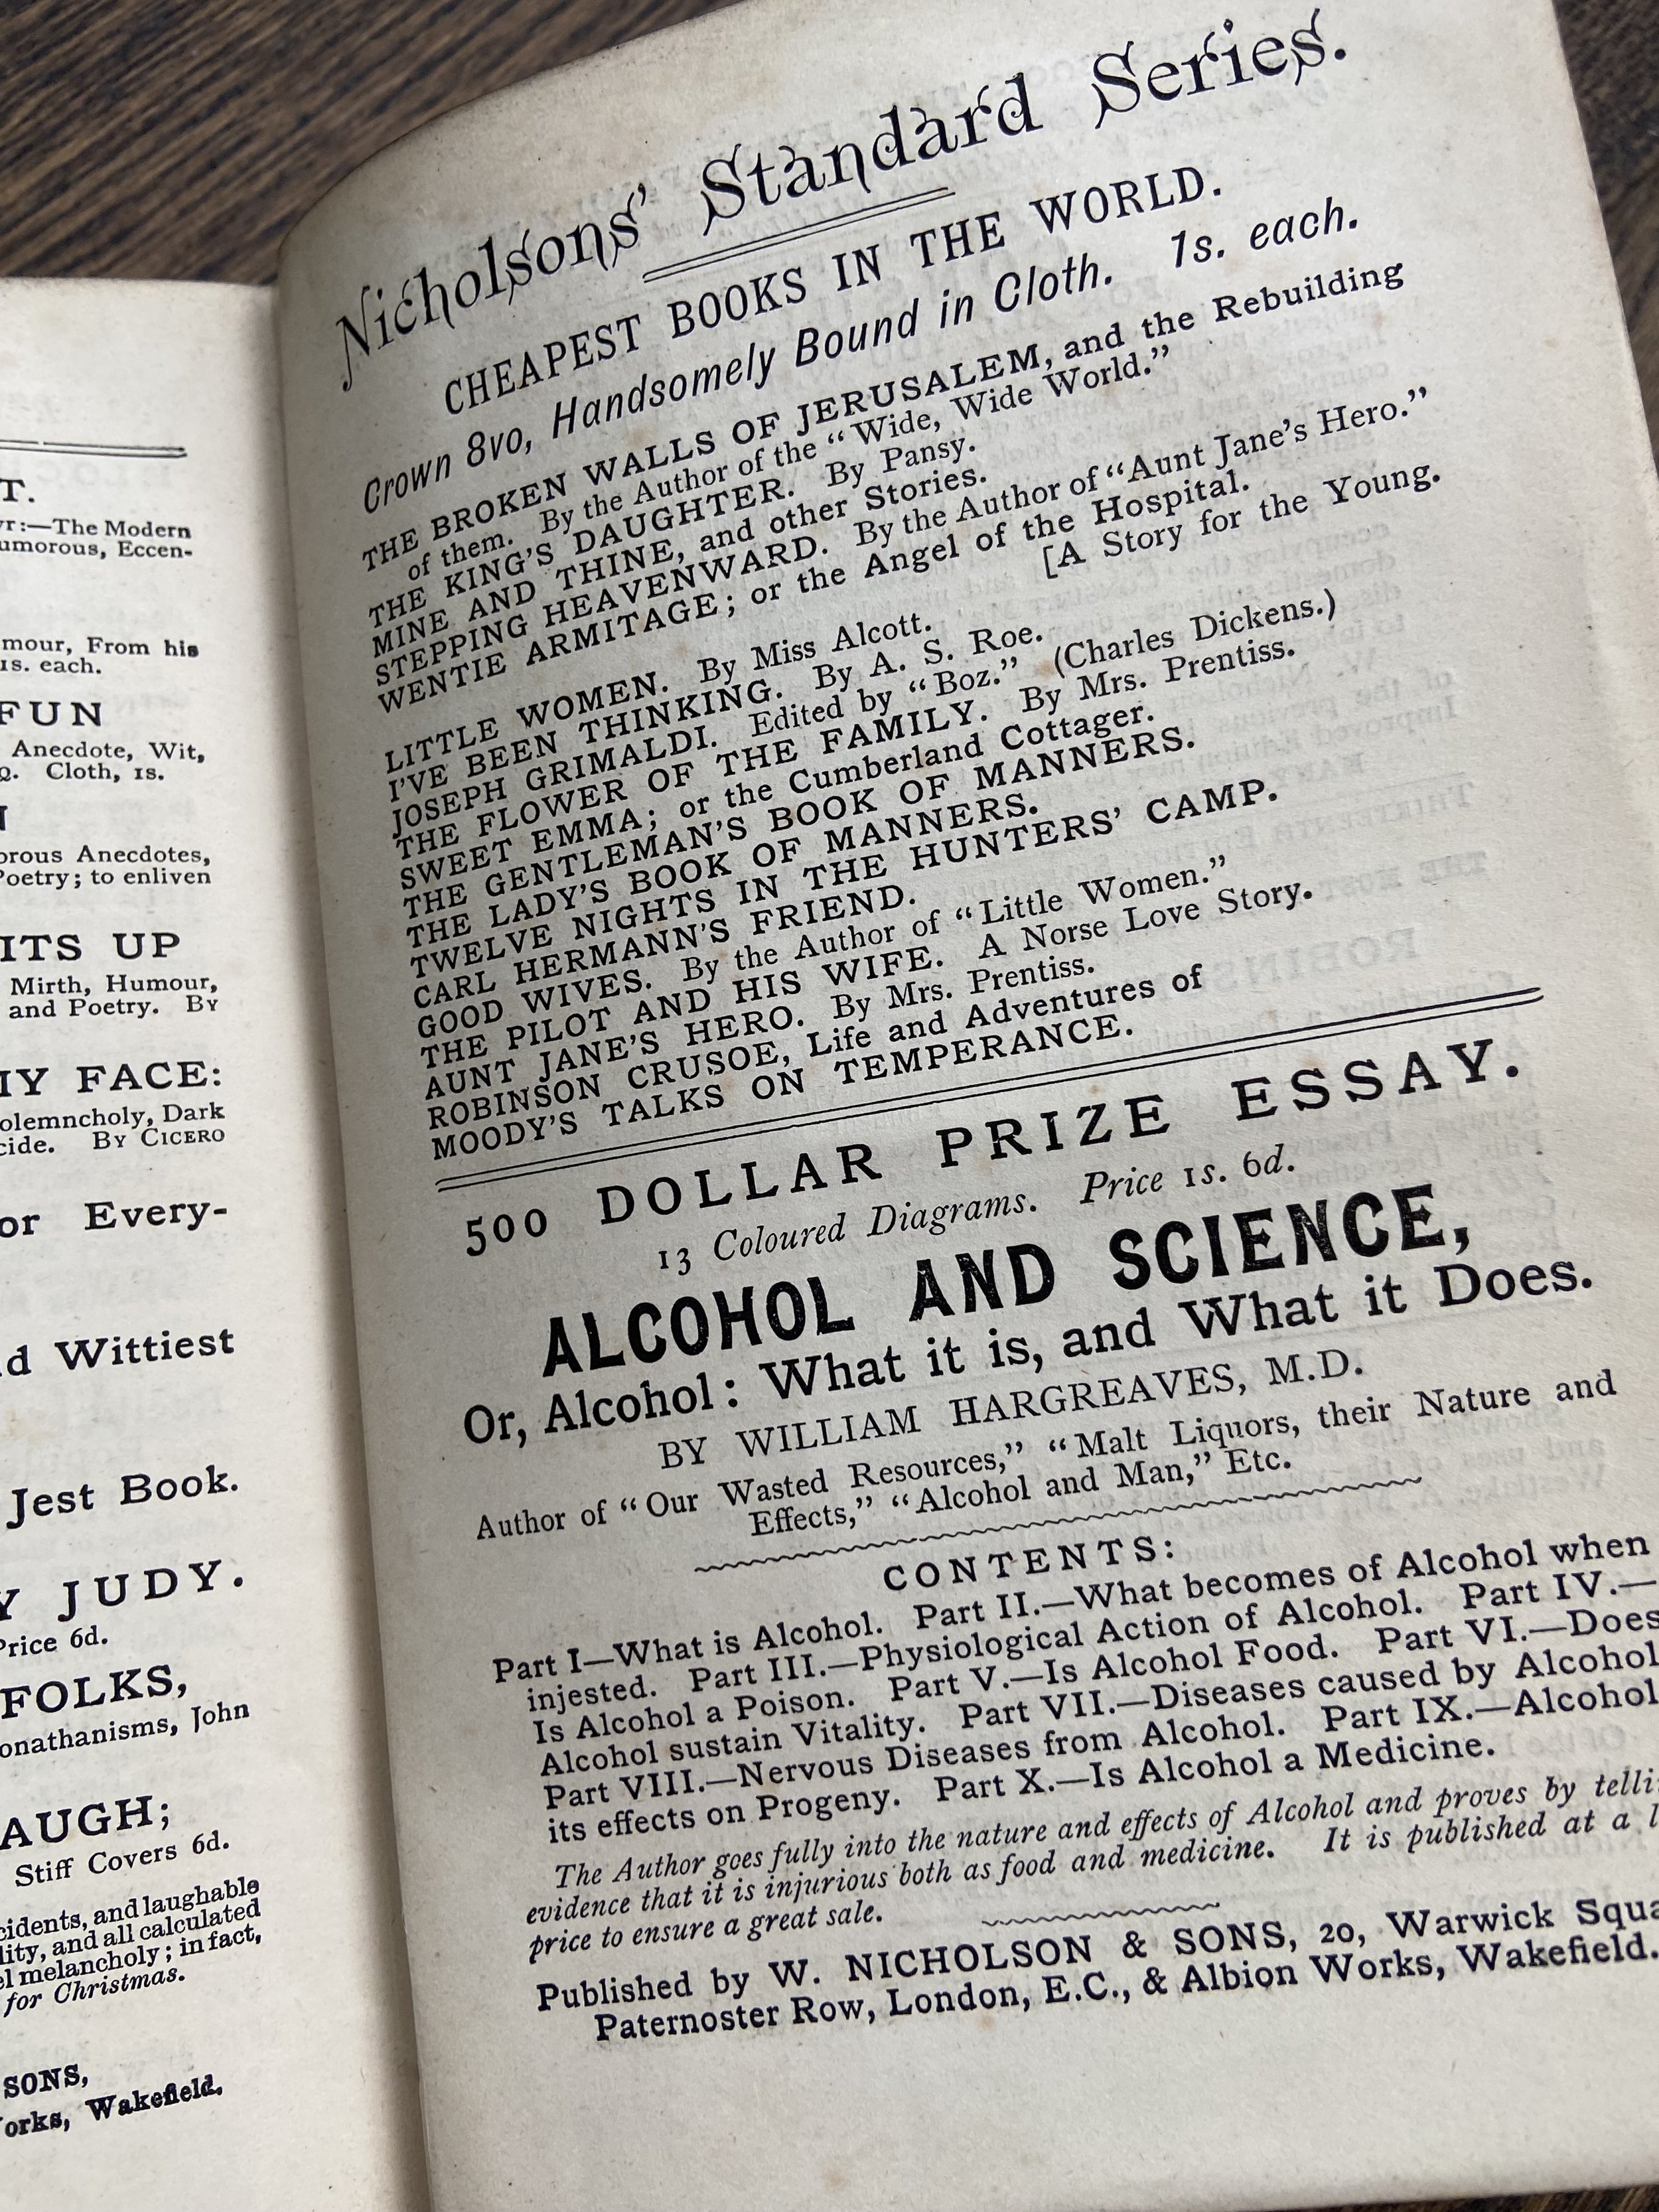 T.
yr:—The Modern
umorous, Eccen-
mour, From his
1s. each.
FUN
Anecdote, Wit,
Cloth, 1s.
orous Anecdotes,
Poetry; to enliven
ITS UP
Mirth, Humour,
and Poetry. By
MY FACE:
olemncholy, Dark
cide. By Cicero
or Every-
d Wittiest
Jest Book.
Y JUDY.
Price 6d.
FOLKS,
onathanisms, John
AUGH;
Stiff Covers 6d.
cidents, and laughable
lity, and all calculated
el melancholy; in fact,
for Christmas.
SONS,
orks, Wakefield.
Nicholsons' Standard Series.
CHEAPEST BOOKS IN THE WORLD.
Crown 8vo, Handsomely Bound in Cloth. 1s. each.
THE BROKEN WALLS OF JERUSALEM, and the Rebuilding
of them. By the Author of the "Wide, Wide World."
THE KING'S DAUGHTER. By Pansy.
MINE AND THINE, and other Stories.
STEPPING HEAVENWARD. By the Author of "Aunt Jane's Hero."
WENTIE ARMITAGE; or the Angel of the Hospital.
[A Story for the Young.
LITTLE WOMEN. By Miss Alcott.
I'VE BEEN THINKING. By A. S. Roe.
JOSEPH GRIMALDI. Edited by "Boz." (Charles Dickens.)
THE FLOWER OF THE FAMILY. By Mrs. Prentiss.
SWEET EMMA; or the Cumberland Cottager.
THE GENTLEMAN'S BOOK OF MANNERS.
THE LADY'S BOOK OF MANNERS.
TWELVE NIGHTS IN THE HUNTERS' CAMP.
CARL HERMANN'S FRIEND.
GOOD WIVES. By the Author of "Little Women."
THE PILOT AND HIS WIFE. A Norse Love Story.
AUNT JANE'S HERO. By Mrs. Prentiss.
ROBINSON CRUSOE, Life and Adventures of
MOODY'S TALKS ON TEMPERANCE.
500 DOLLAR PRIZE ESSAY.
13 Coloured Diagrams. Price 1s. 6d.
ALCOHOL AND SCIENCE,
Or, Alcohol: What it is, and What it Does.
BY WILLIAM HARGREAVES, M.D.
Author of "Our Wasted Resources," "Malt Liquors, their Nature and
Effects," "Alcohol and Man," Etc.
CONTENTS:
Part I—What is Alcohol. Part II.—What becomes of Alcohol when
injested. Part III.—Physiological Action of Alcohol. Part IV.—
Is Alcohol a Poison. Part V.—Is Alcohol Food. Part VI.—Does
Alcohol sustain Vitality. Part VII.—Diseases caused by Alcohol
Part VIII.—Nervous Diseases from Alcohol. Part IX.—Alcohol
its effects on Progeny. Part X.—Is Alcohol a Medicine.
The Author goes fully into the nature and effects of Alcohol and proves by telli
evidence that it is injurious both as food and medicine. It is published at a l
price to ensure a great sale.
Published by W. NICHOLSON & SONS, 20, Warwick Squa
Paternoster Row, London, E.C., & Albion Works, Wakefield.